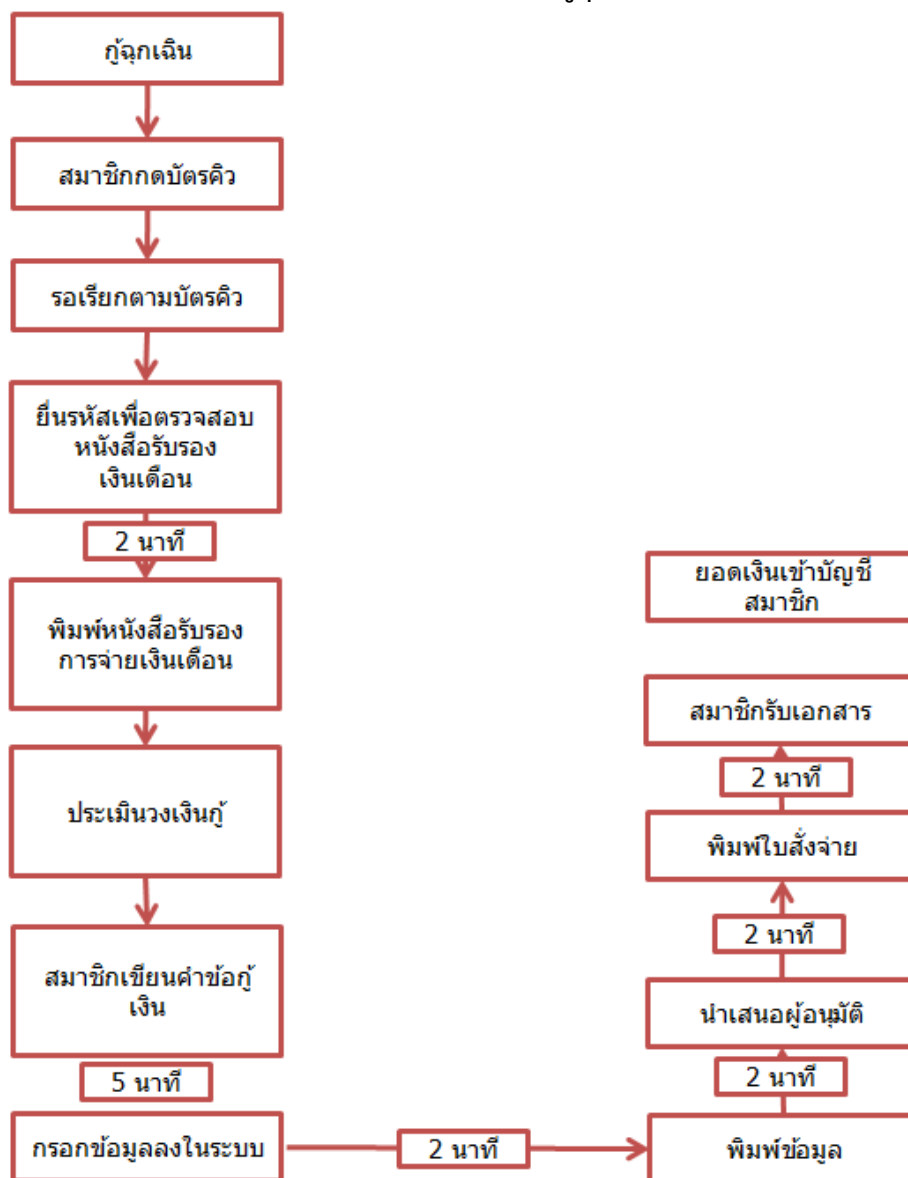 กู้ฉุกเฉิน
สมาชิกกดบัตรคิว
รอเรียกตามบัตรคิว
ยื่นรหัสเพื่อตรวจสอบ
หนังสือรับรอง
เงินเดือน
2 นาที
พิมพ์หนังสือรับรอง
การจ่ายเงินเดือน
ประเมินวงเงินกู้
สมาชิกเขียนคำข้อกู้
เงิน
5 นาที
กรอกข้อมูลลงในระบบ
2 นาที
พิมพ์ข้อมูล
2 นาที
นำเสนอผู้อนุมัติ
2 นาที
พิมพ์ใบสั่งจ่าย
2 นาที
สมาชิกรับเอกสาร
ยอดเงินเข้าบัญชี
สมาชิก